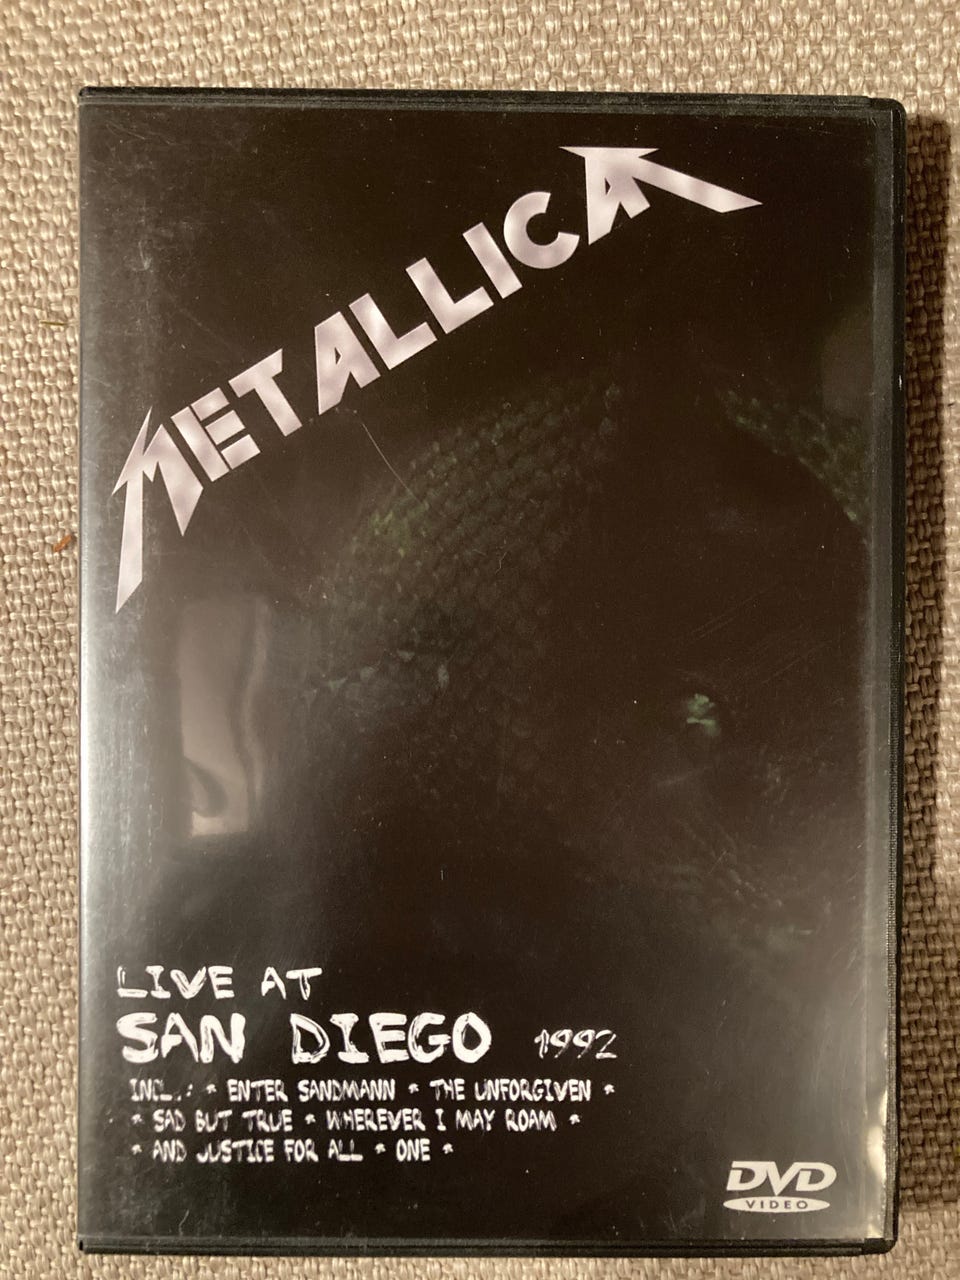 METALLICA
LIVE AT
SAN DIEGO 1992
INCL.: * ENTER SANDMANN * THE UNFORGIVEN *
* SAD BUT TRUE * WHEREVER I MAY ROAM *
* AND JUSTICE FOR ALL * ONE *
DVD
VIDEO